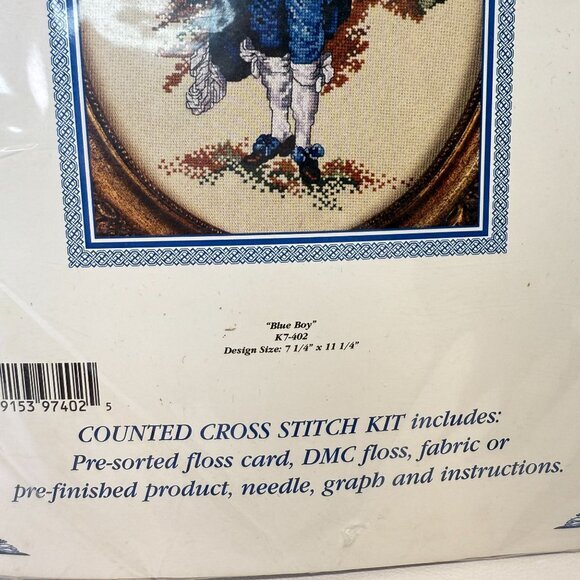 "Blue Boy"
K7-402
Design Size: 7 1/4" x 11 1/4"
9153 97402 5
COUNTED CROSS STITCH KIT includes:
Pre-sorted floss card, DMC floss, fabric or
pre-finished product, needle, graph and instructions.